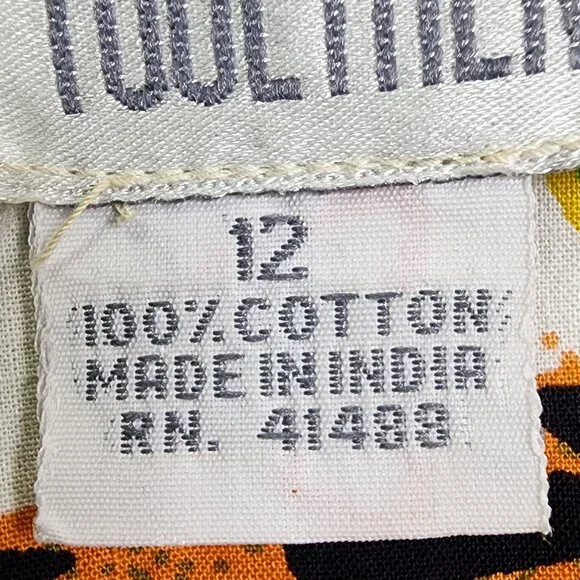 12
100% COTTON
MADE IN INDIA
RN. 41488